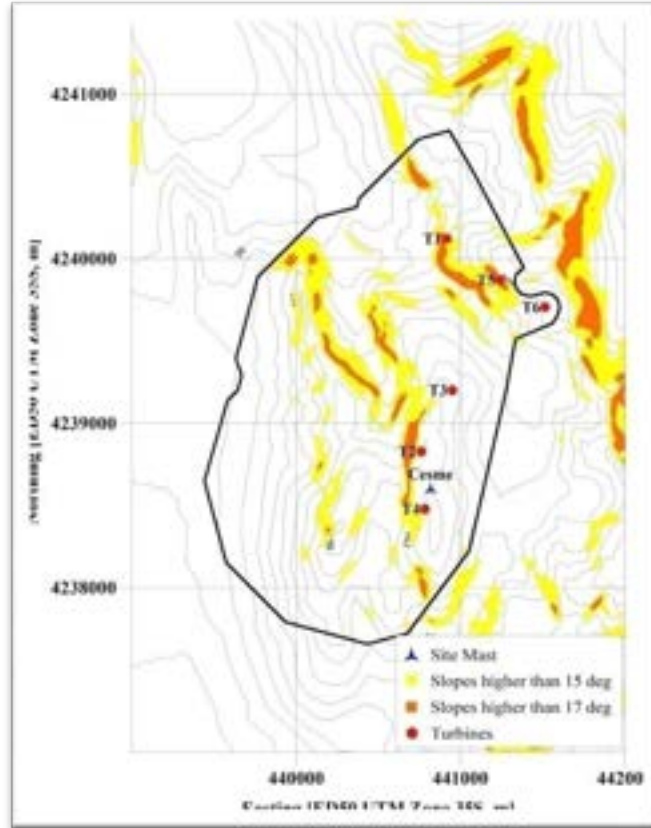 4241000
4240000
4239000
4238000
T1
T5
T6
T3
T2
Cesme
T4
Site Mast
Slopes higher than 15 deg
Slopes higher than 17 deg
Turbines
440000
441000
44200